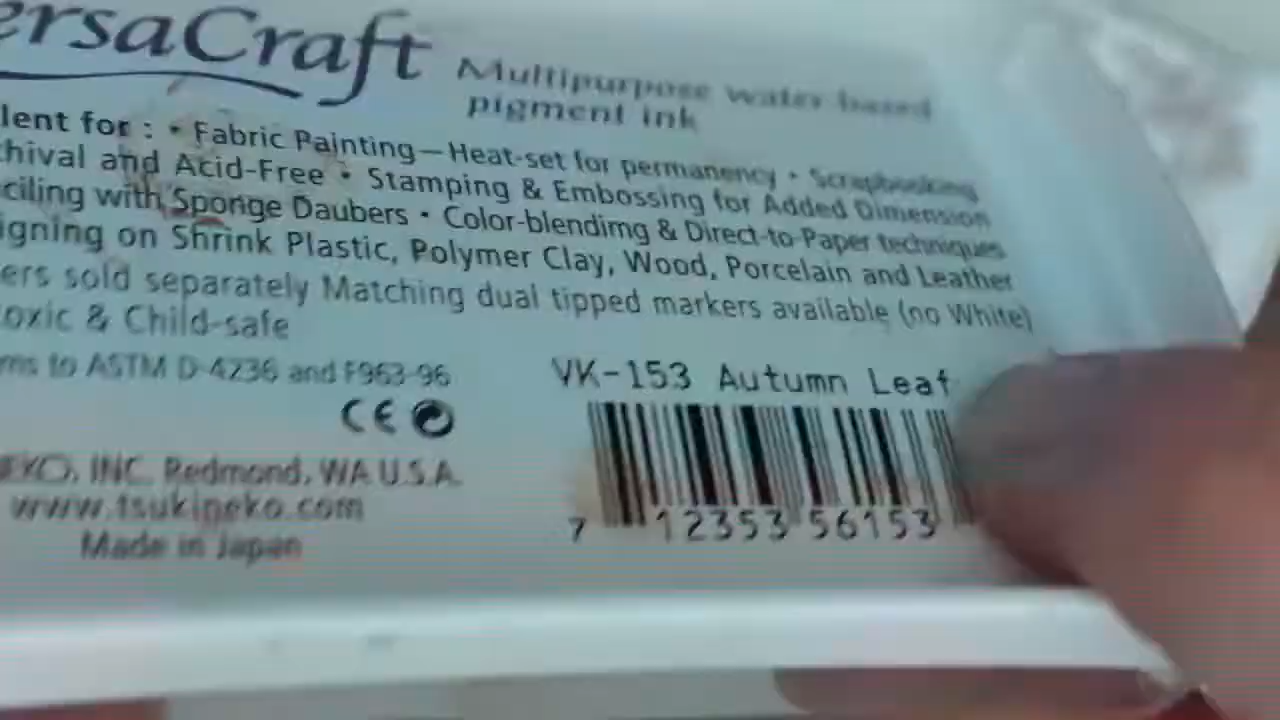 ersaCraft
Multipurpose water-based
pigment ink
lent for : • Fabric Painting—Heat-set for permanency • Scrapbooking
hival and Acid-Free • Stamping & Embossing for Added Dimension
ciling with Sponge Daubers • Color-blendimg & Direct-to-Paper techniques
igning on Shrink Plastic, Polymer Clay, Wood, Porcelain and Leather
ers sold separately Matching dual tipped markers available (no White)
oxic & Child-safe
ms to ASTM D-4236 and F963-96
VK-153 Autumn Leaf
CE
EKO, INC. Redmond, WA U.S.A.
www.tsukineko.com
Made in Japan
7 12353 56153